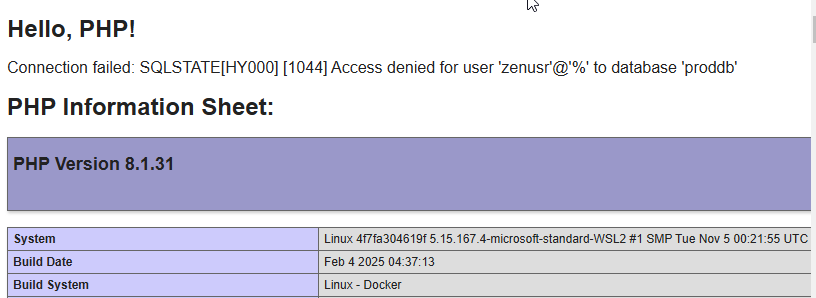 Hello, PHP!
Connection failed: SQLSTATE[HY000] [1044] Access denied for user 'zenusr'@'%' to database 'proddb'
PHP Information Sheet:
PHP Version 8.1.31
System Linux 4f7fa304619f 5.15.167.4-microsoft-standard-WSL2 #1 SMP Tue Nov 5 00:21:55 UTC
Build Date Feb 4 2025 04:37:13
Build System Linux - Docker